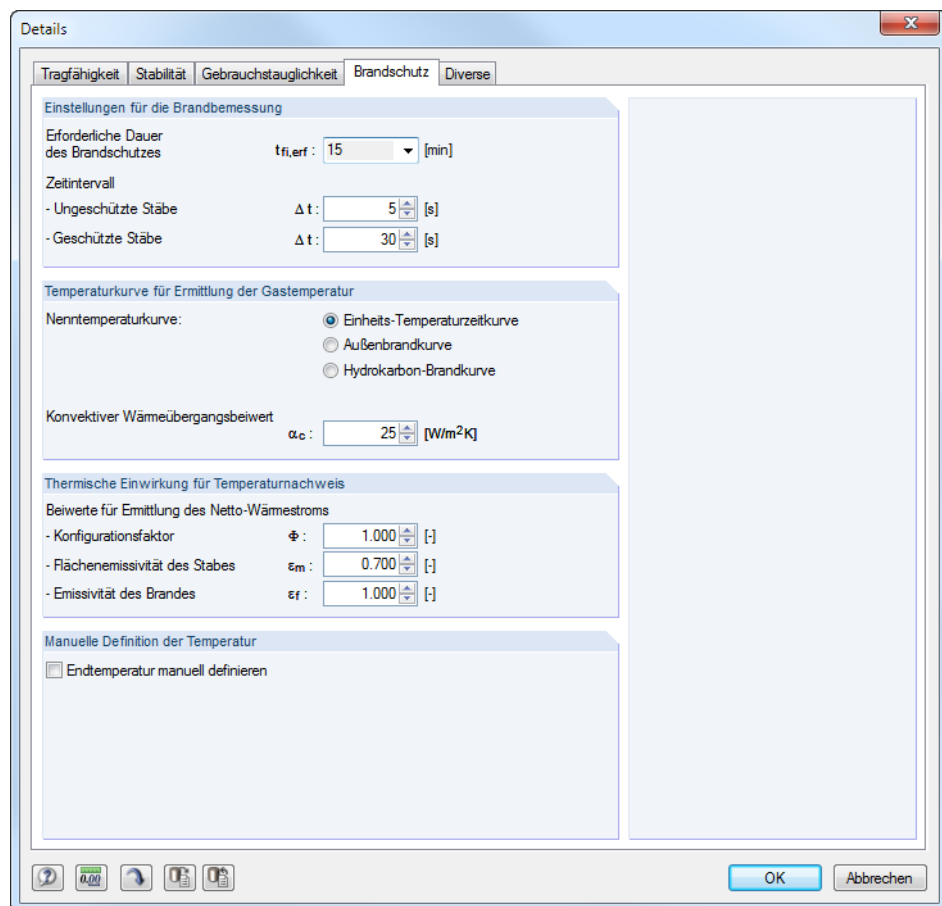 Details
Tragfähigkeit Stabilität Gebrauchstauglichkeit Brandschutz Diverse
Einstellungen für die Brandbemessung
Erforderliche Dauer
des Brandschutzes tfi,erf : 15 [min]
Zeitintervall
- Ungeschützte Stäbe Δ t : 5 [s]
- Geschützte Stäbe Δ t : 30 [s]
Temperaturkurve für Ermittlung der Gastemperatur
Nenntemperaturkurve: Einheits-Temperaturzeitkurve
Außenbrandkurve
Hydrokarbon-Brandkurve
Konvektiver Wärmeübergangsbeiwert
αc : 25 [W/m²K]
Thermische Einwirkung für Temperaturnachweis
Beiwerte für Ermittlung des Netto-Wärmestroms
- Konfigurationsfaktor Φ : 1.000 [-]
- Flächenemissivität des Stabes εm : 0.700 [-]
- Emissivität des Brandes εf : 1.000 [-]
Manuelle Definition der Temperatur
Endtemperatur manuell definieren
0.00 OK Abbrechen